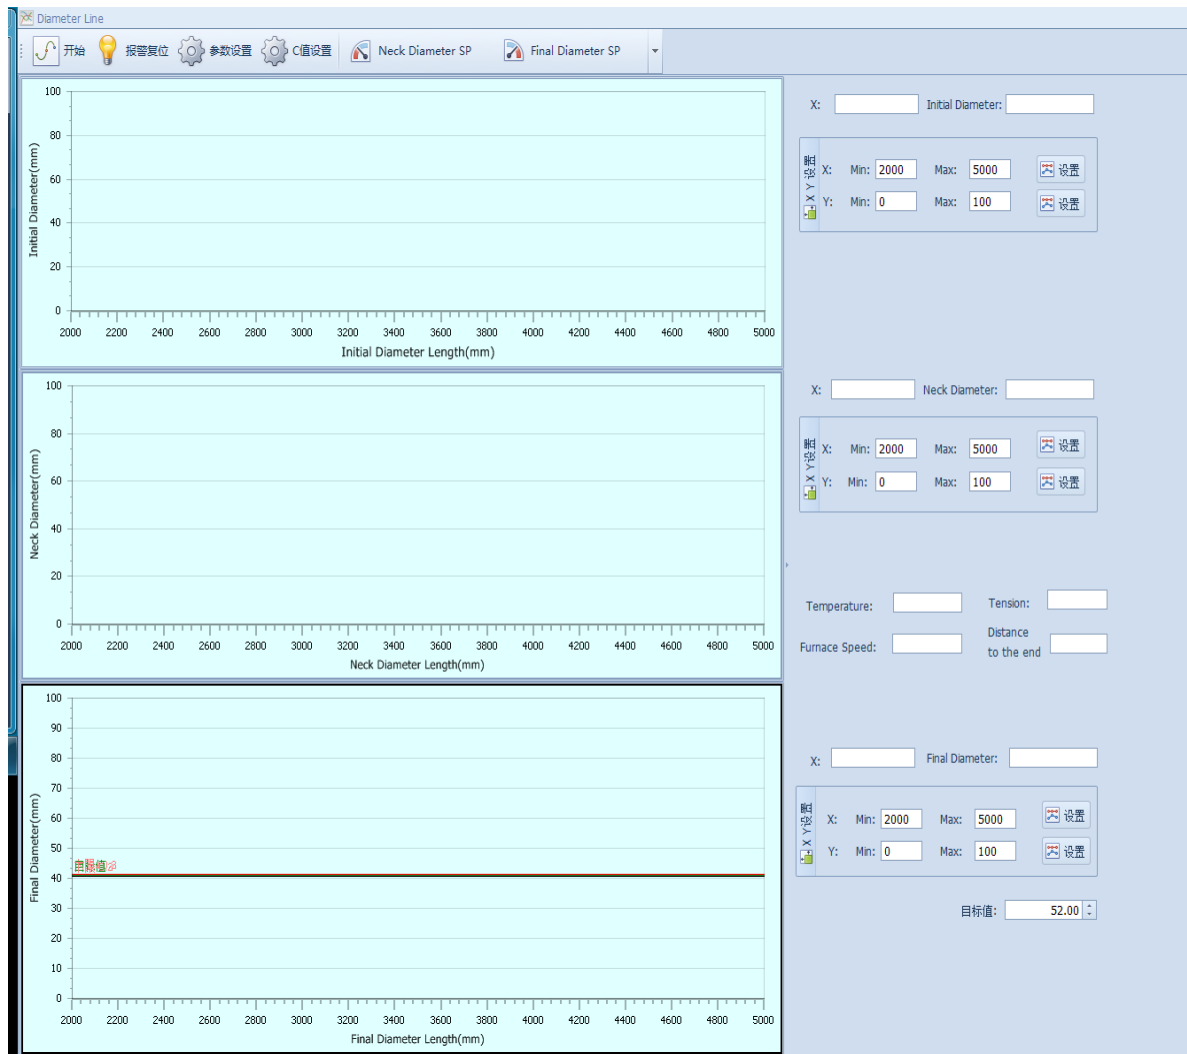 Diameter Line
开始 报警复位 参数设置 C值设置 Neck Diameter SP Final Diameter SP
100
80
60
40
20
0
Initial Diameter(mm)
2000 2200 2400 2600 2800 3000 3200 3400 3600 3800 4000 4200 4400 4600 4800 5000
Initial Diameter Length(mm)
X: Initial Diameter:
X Y 设置
X: Min: 2000 Max: 5000 设置
Y: Min: 0 Max: 100 设置
100
80
60
40
20
0
Neck Diameter(mm)
2000 2200 2400 2600 2800 3000 3200 3400 3600 3800 4000 4200 4400 4600 4800 5000
Neck Diameter Length(mm)
X: Neck Diameter:
X Y设置
X: Min: 2000 Max: 5000 设置
Y: Min: 0 Max: 100 设置
Temperature: Tension:
Furnace Speed: Distance
to the end
100
90
80
70
60
50
40
30
20
10
0
Final Diameter(mm)
2000 2200 2400 2600 2800 3000 3200 3400 3600 3800 4000 4200 4400 4600 4800 5000
Final Diameter Length(mm)
X: Final Diameter:
X Y设置
X: Min: 2000 Max: 5000 设置
Y: Min: 0 Max: 100 设置
目标值: 52.00